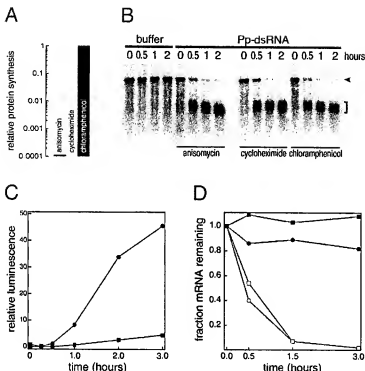 A
relative protein synthesis
1
0.1
0.01
0.001
0 0001
anisomycin
cycloheximide
chloramphenicol
B
buffer
Pp-dsRNA
0 0.5 1 2 0 0.5 1 2 0 0.5 1 2 0 0.5 1 2 hours
anisomycin
cycloheximide
chloramphenicol
C
relative luminescence
50
40
30
20
10
0
0 1.0 2.0 3.0
time (hours)
D
fraction mRNA remaining
1.0
0.8
0.6
0.4
0.2
0.0 0.5 1.5 3.0
time (hours)